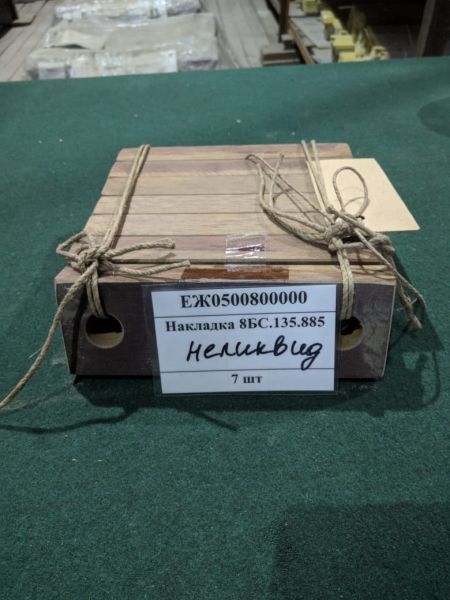 ЕЖ0500800000
Накладка 8БС.135.885
неликвид
7 шт